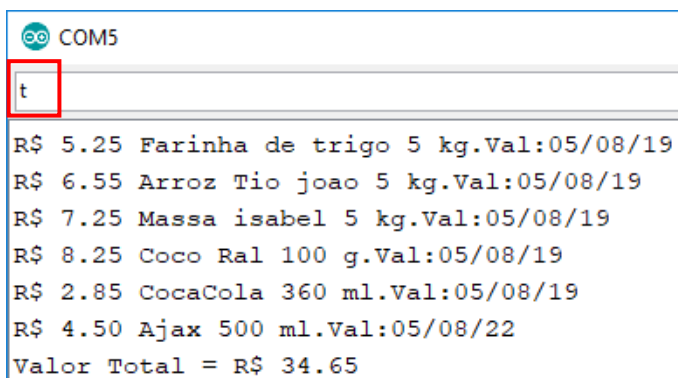 COM5
t
R$ 5.25 Farinha de trigo 5 kg.Val:05/08/19
R$ 6.55 Arroz Tio joao 5 kg.Val:05/08/19
R$ 7.25 Massa isabel 5 kg.Val:05/08/19
R$ 8.25 Coco Ral 100 g.Val:05/08/19
R$ 2.85 CocaCola 360 ml.Val:05/08/19
R$ 4.50 Ajax 500 ml.Val:05/08/22
Valor Total = R$ 34.65